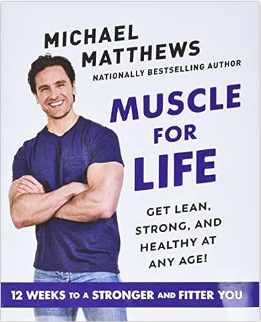 MICHAEL
MATTHEWS
NATIONALLY BESTSELLING AUTHOR
MUSCLE
FOR
LIFE
GET LEAN,
STRONG, AND
HEALTHY AT
ANY AGE!
12 WEEKS TO A STRONGER AND FITTER YOU